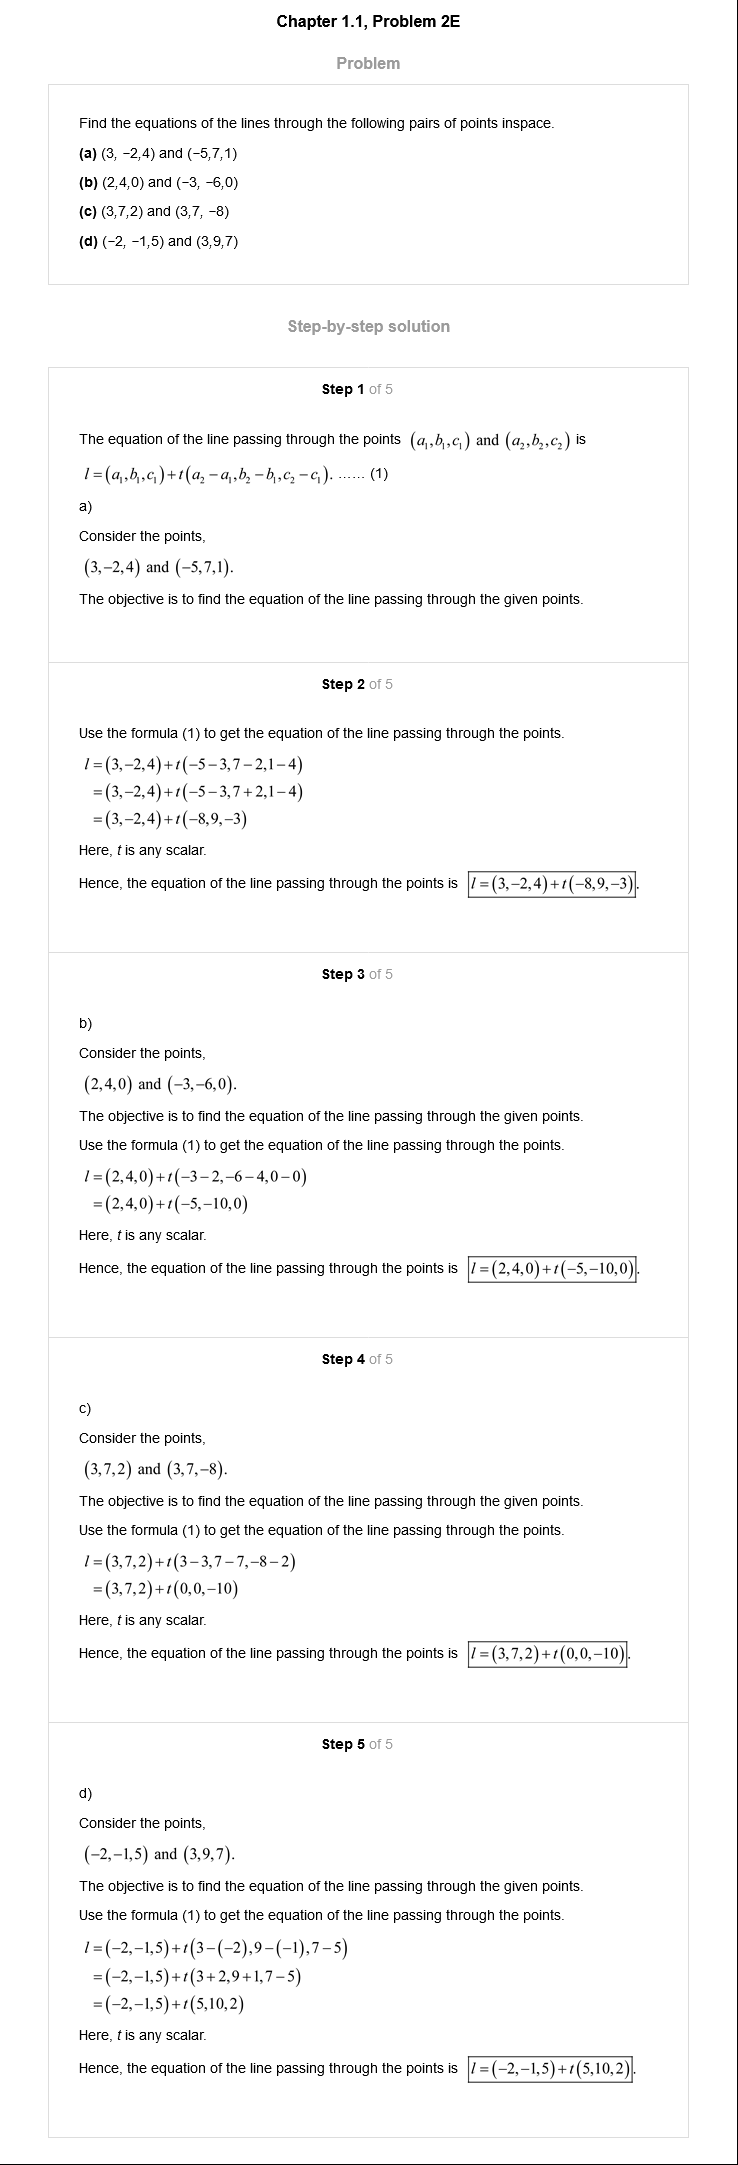 Chapter 1.1, Problem 2E
Problem
Find the equations of the lines through the following pairs of points inspace.
(a) (3, −2,4) and (−5,7,1)
(b) (2,4,0) and (−3, −6,0)
(c) (3,7,2) and (3,7, −8)
(d) (−2, −1,5) and (3,9,7)
Step-by-step solution
Step 1 of 5
The equation of the line passing through the points (a₁,b₁,c₁) and (a₂,b₂,c₂) is
l=(a₁,b₁,c₁)+t(a₂−a₁,b₂−b₁,c₂−c₁). ...... (1)
a)
Consider the points,
(3,−2,4) and (−5,7,1).
The objective is to find the equation of the line passing through the given points.
Step 2 of 5
Use the formula (1) to get the equation of the line passing through the points.
l=(3,−2,4)+t(−5−3,7−2,1−4)
=(3,−2,4)+t(−5−3,7+2,1−4)
=(3,−2,4)+t(−8,9,−3)
Here, t is any scalar.
Hence, the equation of the line passing through the points is l=(3,−2,4)+t(−8,9,−3).
Step 3 of 5
b)
Consider the points,
(2,4,0) and (−3,−6,0).
The objective is to find the equation of the line passing through the given points.
Use the formula (1) to get the equation of the line passing through the points.
l=(2,4,0)+t(−3−2,−6−4,0−0)
=(2,4,0)+t(−5,−10,0)
Here, t is any scalar.
Hence, the equation of the line passing through the points is l=(2,4,0)+t(−5,−10,0).
Step 4 of 5
c)
Consider the points,
(3,7,2) and (3,7,−8).
The objective is to find the equation of the line passing through the given points.
Use the formula (1) to get the equation of the line passing through the points.
l=(3,7,2)+t(3−3,7−7,−8−2)
=(3,7,2)+t(0,0,−10)
Here, t is any scalar.
Hence, the equation of the line passing through the points is l=(3,7,2)+t(0,0,−10).
Step 5 of 5
d)
Consider the points,
(−2,−1,5) and (3,9,7).
The objective is to find the equation of the line passing through the given points.
Use the formula (1) to get the equation of the line passing through the points.
l=(−2,−1,5)+t(3−(−2),9−(−1),7−5)
=(−2,−1,5)+t(3+2,9+1,7−5)
=(−2,−1,5)+t(5,10,2)
Here, t is any scalar.
Hence, the equation of the line passing through the points is l=(−2,−1,5)+t(5,10,2).